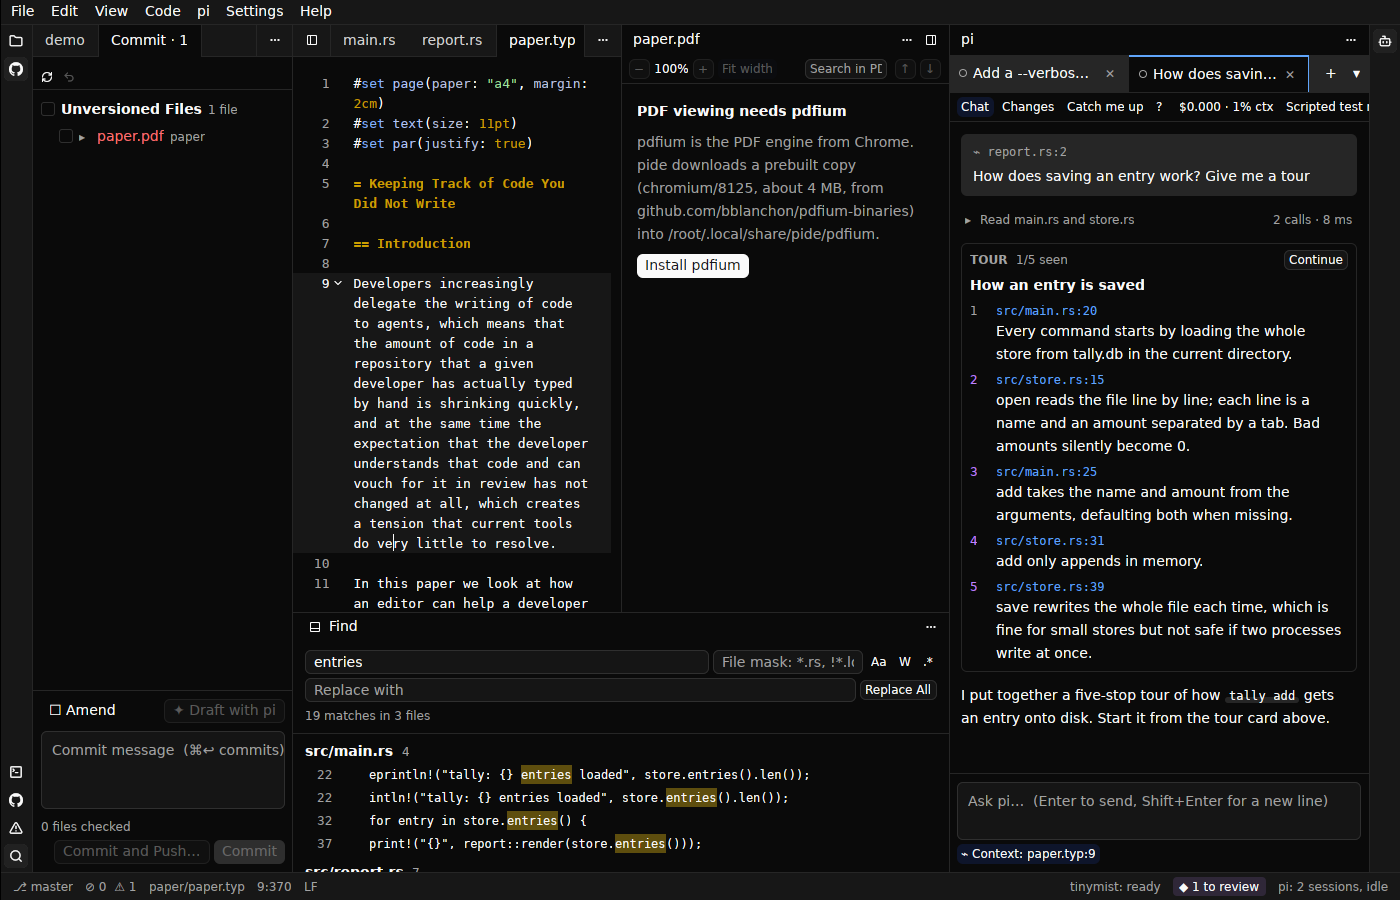 File Edit View Code pi Settings Help
demo Commit · 1 ···
main.rs report.rs paper.typ ···
paper.pdf ···
pi ···
− 100% + Fit width Search in PD ↑ ↓
Add a --verbos... × How does savin... × + ▾
Chat Changes Catch me up ? $0.000 · 1% ctx Scripted test r
Unversioned Files 1 file
paper.pdf paper
Amend Draft with pi
Commit message (⌘↩ commits)
0 files checked
Commit and Push... Commit
1 #set page(paper: "a4", margin:
2cm)
2 #set text(size: 11pt)
3 #set par(justify: true)
4
5 = Keeping Track of Code You
Did Not Write
6
7 == Introduction
8
9 Developers increasingly
delegate the writing of code
to agents, which means that
the amount of code in a
repository that a given
developer has actually typed
by hand is shrinking quickly,
and at the same time the
expectation that the developer
understands that code and can
vouch for it in review has not
changed at all, which creates
a tension that current tools
do very little to resolve.
10
11 In this paper we look at how
an editor can help a developer
PDF viewing needs pdfium
pdfium is the PDF engine from Chrome.
pide downloads a prebuilt copy
(chromium/8125, about 4 MB, from
github.com/bblanchon/pdfium-binaries)
into /root/.local/share/pide/pdfium.
Install pdfium
Find ···
entries File mask: *.rs, !*.lo Aa W .*
Replace with Replace All
19 matches in 3 files
src/main.rs 4
22 eprintln!("tally: {} entries loaded", store.entries().len());
22 intln!("tally: {} entries loaded", store.entries().len());
32 for entry in store.entries() {
37 print!("{}", report::render(store.entries()));
src/report.rs 7
report.rs:2
How does saving an entry work? Give me a tour
Read main.rs and store.rs 2 calls · 8 ms
TOUR 1/5 seen Continue
How an entry is saved
1 src/main.rs:20
Every command starts by loading the whole
store from tally.db in the current directory.
2 src/store.rs:15
open reads the file line by line; each line is a
name and an amount separated by a tab. Bad
amounts silently become 0.
3 src/main.rs:25
add takes the name and amount from the
arguments, defaulting both when missing.
4 src/store.rs:31
add only appends in memory.
5 src/store.rs:39
save rewrites the whole file each time, which is
fine for small stores but not safe if two processes
write at once.
I put together a five-stop tour of how tally add gets
an entry onto disk. Start it from the tour card above.
Ask pi... (Enter to send, Shift+Enter for a new line)
Context: paper.typ:9
master 0 1 paper/paper.typ 9:370 LF
tinymist: ready 1 to review pi: 2 sessions, idle